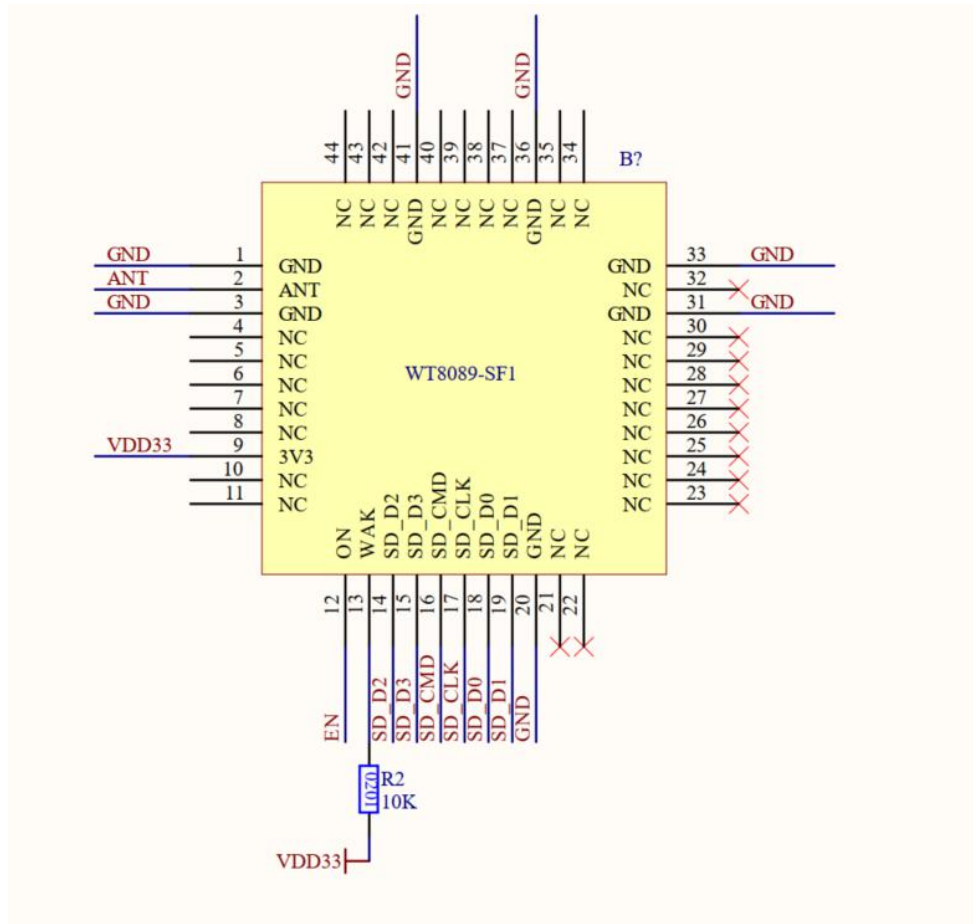 GND
GND
44
43
42
41
40
39
38
37
36
35
34
B?
NC
NC
NC
GND
NC
NC
NC
NC
GND
NC
NC
GND 1 GND
ANT 2 ANT
GND 3 GND
4 NC
5 NC
6 NC
7 NC
8 NC
VDD33 9 3V3
10 NC
11 NC
WT8089-SF1
GND 33 GND
NC 32
GND 31 GND
NC 30
NC 29
NC 28
NC 27
NC 26
NC 25
NC 24
NC 23
ON
WAK
SD_D2
SD_D3
SD_CMD
SD_CLK
SD_D0
SD_D1
GND
NC
NC
12
13
14
15
16
17
18
19
20
21
22
EN
SD_D2
SD_D3
SD_CMD
SD_CLK
SD_D0
SD_D1
GND
0201
R2
10K
VDD33